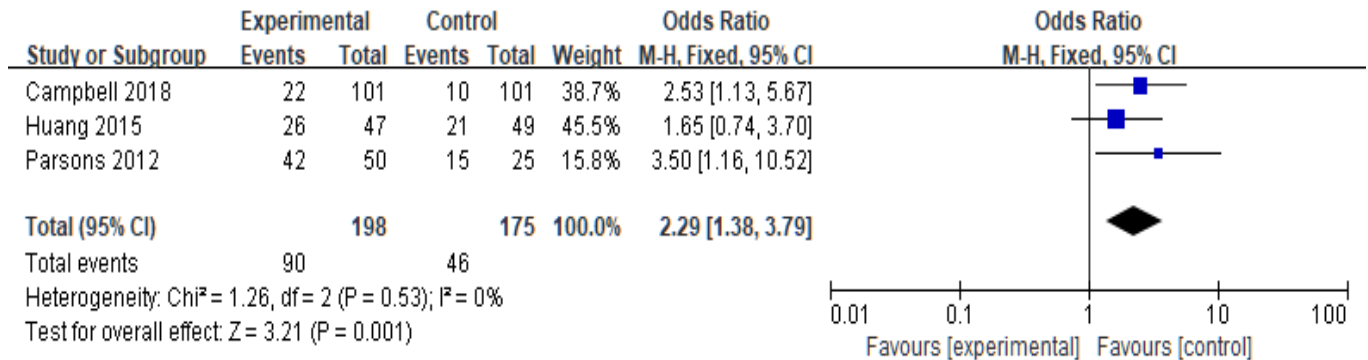 Experimental Control Odds Ratio Odds Ratio
Study or Subgroup Events Total Events Total Weight M-H, Fixed, 95% CI M-H, Fixed, 95% CI
Campbell 2018 22 101 10 101 38.7% 2.53 [1.13, 5.67]
Huang 2015 26 47 21 49 45.5% 1.65 [0.74, 3.70]
Parsons 2012 42 50 15 25 15.8% 3.50 [1.16, 10.52]
Total (95% CI) 198 175 100.0% 2.29 [1.38, 3.79]
Total events 90 46
Heterogeneity: Chi² = 1.26, df = 2 (P = 0.53); I² = 0%
Test for overall effect: Z = 3.21 (P = 0.001)
0.01 0.1 1 10 100
Favours [experimental] Favours [control]